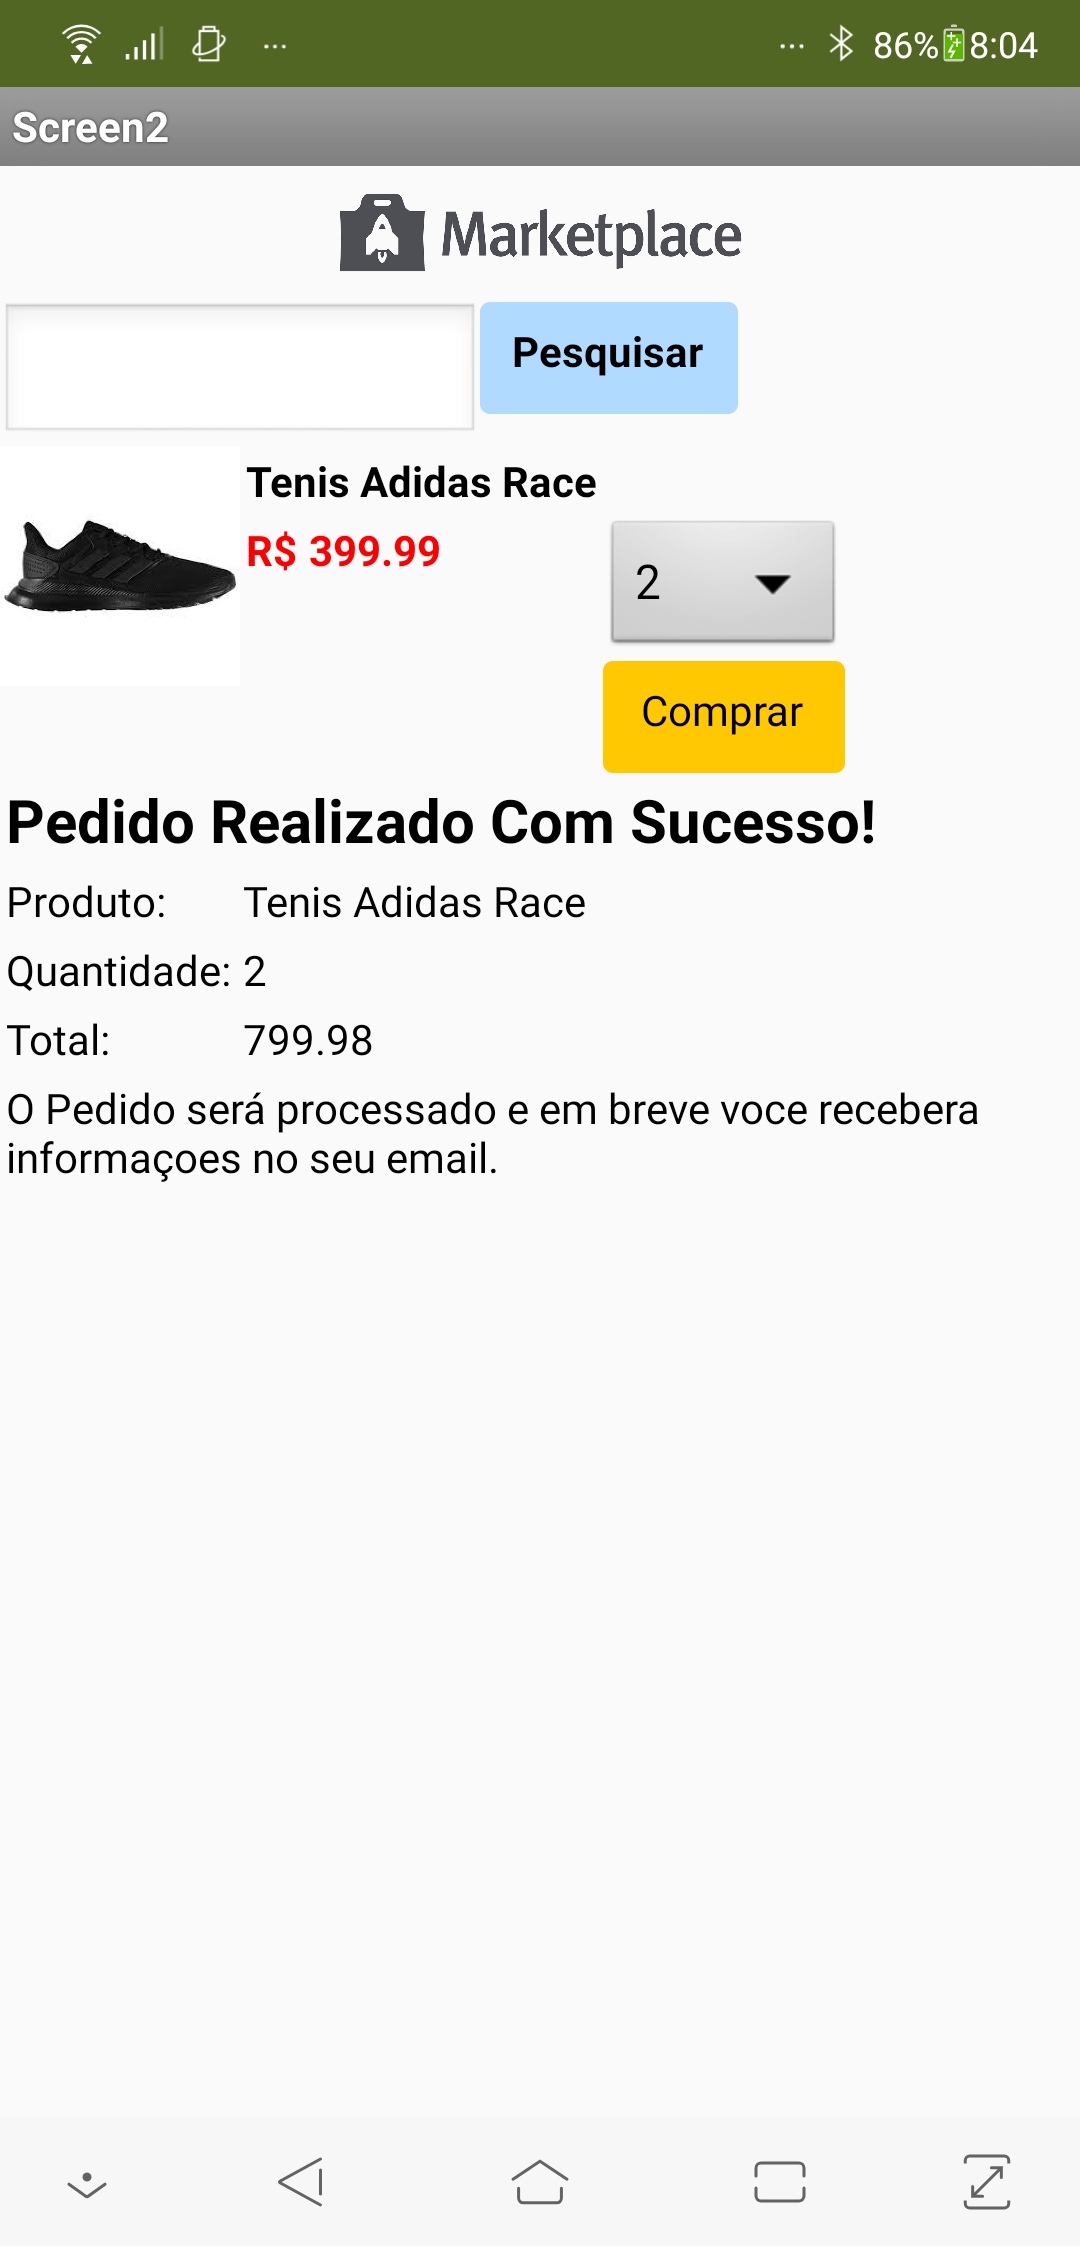 86% 8:04
Screen2
Marketplace
Pesquisar
Tenis Adidas Race
R$ 399.99
2
Comprar
Pedido Realizado Com Sucesso!
Produto: Tenis Adidas Race
Quantidade: 2
Total: 799.98
O Pedido será processado e em breve voce recebera
informaçoes no seu email.